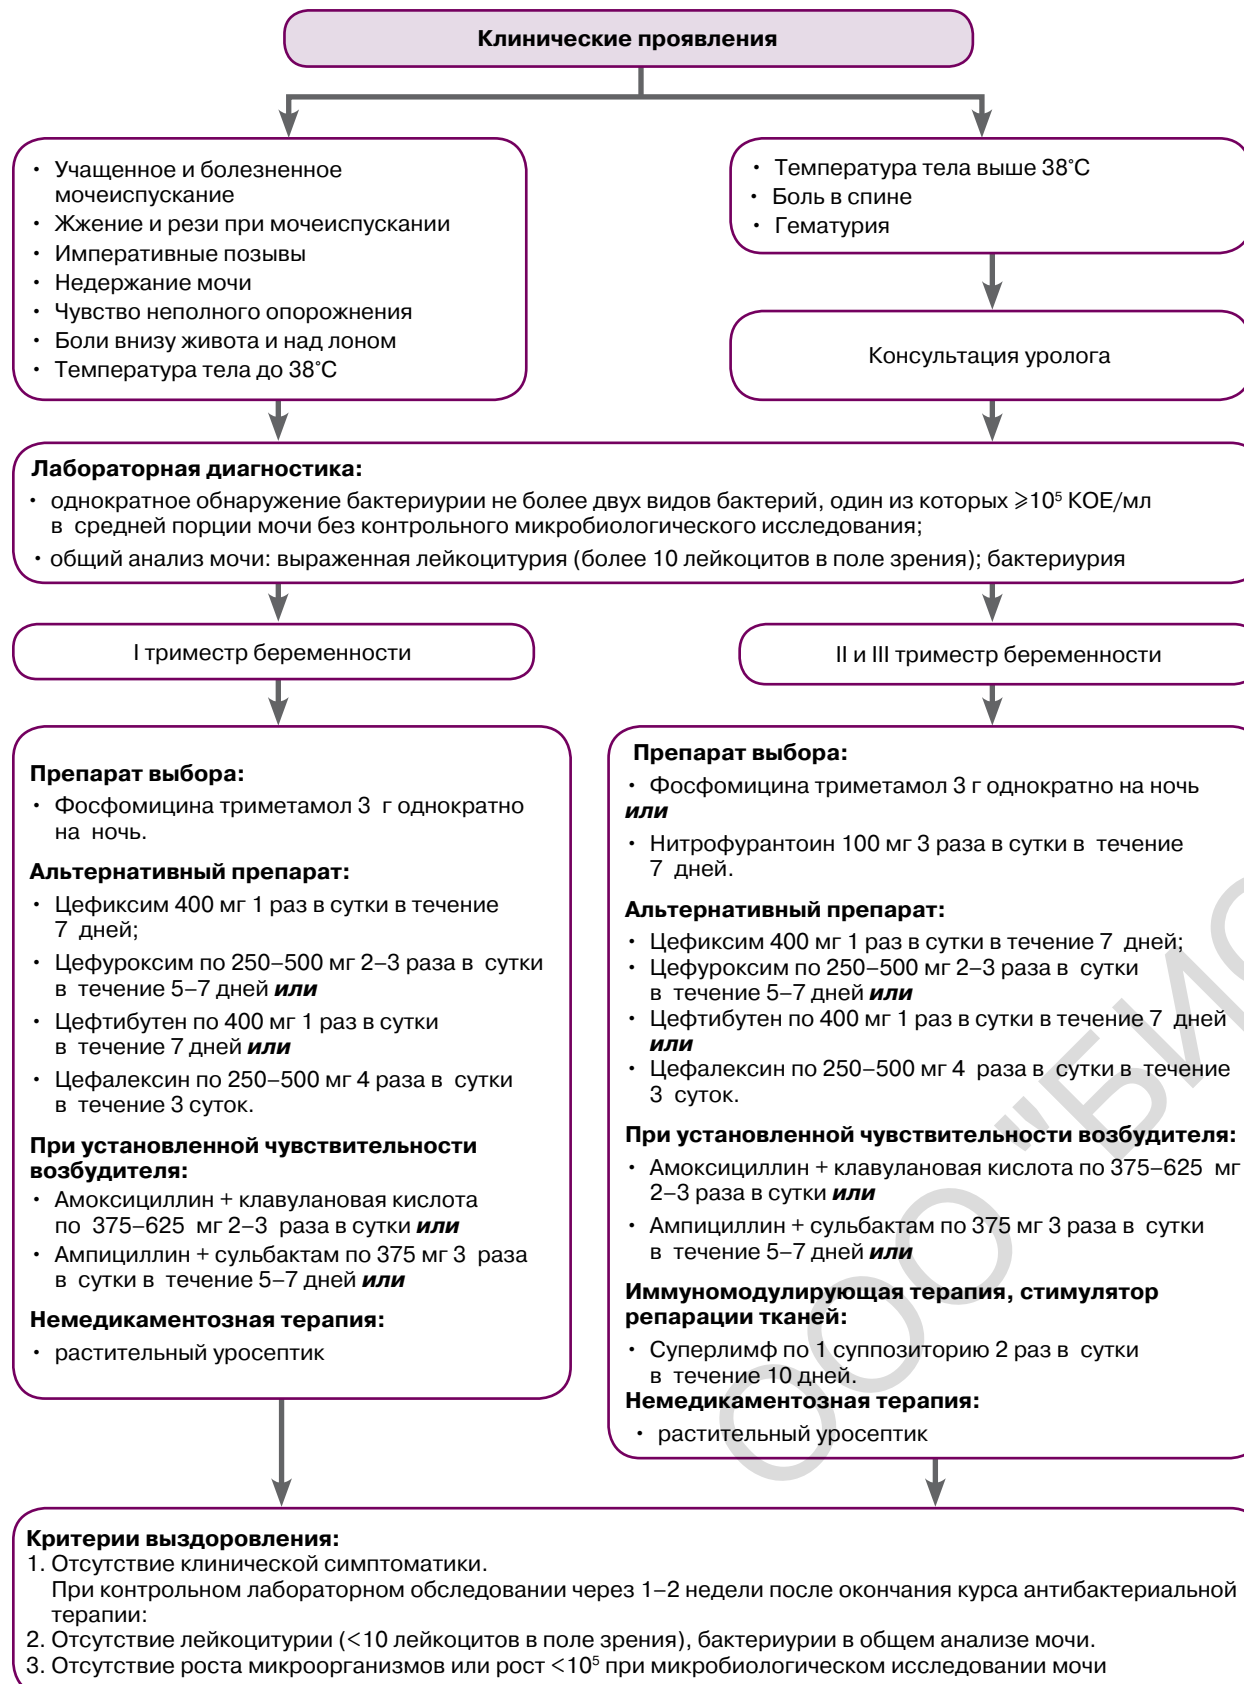 Клинические проявления
• Учащенное и болезненное
мочеиспускание
• Жжение и рези при мочеиспускании
• Императивные позывы
• Недержание мочи
• Чувство неполного опорожнения
• Боли внизу живота и над лоном
• Температура тела до 38°С
• Температура тела выше 38°С
• Боль в спине
• Гематурия
Консультация уролога
Лабораторная диагностика:
• однократное обнаружение бактериурии не более двух видов бактерий, один из которых ⩾10⁵ КОЕ/мл
в средней порции мочи без контрольного микробиологического исследования;
• общий анализ мочи: выраженная лейкоцитурия (более 10 лейкоцитов в поле зрения); бактериурия
I триместр беременности
II и III триместр беременности
Препарат выбора:
• Фосфомицина триметамол 3 г однократно
на ночь.
Альтернативный препарат:
• Цефиксим 400 мг 1 раз в сутки в течение
7 дней;
• Цефуроксим по 250–500 мг 2–3 раза в сутки
в течение 5–7 дней или
• Цефтибутен по 400 мг 1 раз в сутки
в течение 7 дней или
• Цефалексин по 250–500 мг 4 раза в сутки
в течение 3 суток.
При установленной чувствительности
возбудителя:
• Амоксициллин + клавулановая кислота
по 375–625 мг 2–3 раза в сутки или
• Ампициллин + сульбактам по 375 мг 3 раза
в сутки в течение 5–7 дней или
Немедикаментозная терапия:
• растительный уросептик
Препарат выбора:
• Фосфомицина триметамол 3 г однократно на ночь
или
• Нитрофурантоин 100 мг 3 раза в сутки в течение
7 дней.
Альтернативный препарат:
• Цефиксим 400 мг 1 раз в сутки в течение 7 дней;
• Цефуроксим по 250–500 мг 2–3 раза в сутки
в течение 5–7 дней или
• Цефтибутен по 400 мг 1 раз в сутки в течение 7 дней
или
• Цефалексин по 250–500 мг 4 раза в сутки в течение
3 суток.
При установленной чувствительности возбудителя:
• Амоксициллин + клавулановая кислота по 375–625 мг
2–3 раза в сутки или
• Ампициллин + сульбактам по 375 мг 3 раза в сутки
в течение 5–7 дней или
Иммуномодулирующая терапия, стимулятор
репарации тканей:
• Суперлимф по 1 суппозиторию 2 раз в сутки
в течение 10 дней.
Немедикаментозная терапия:
• растительный уросептик
Критерии выздоровления:
1. Отсутствие клинической симптоматики.
При контрольном лабораторном обследовании через 1–2 недели после окончания курса антибактериальной
терапии:
2. Отсутствие лейкоцитурии (<10 лейкоцитов в поле зрения), бактериурии в общем анализе мочи.
3. Отсутствие роста микроорганизмов или рост <10⁵ при микробиологическом исследовании мочи
ООО "БИ